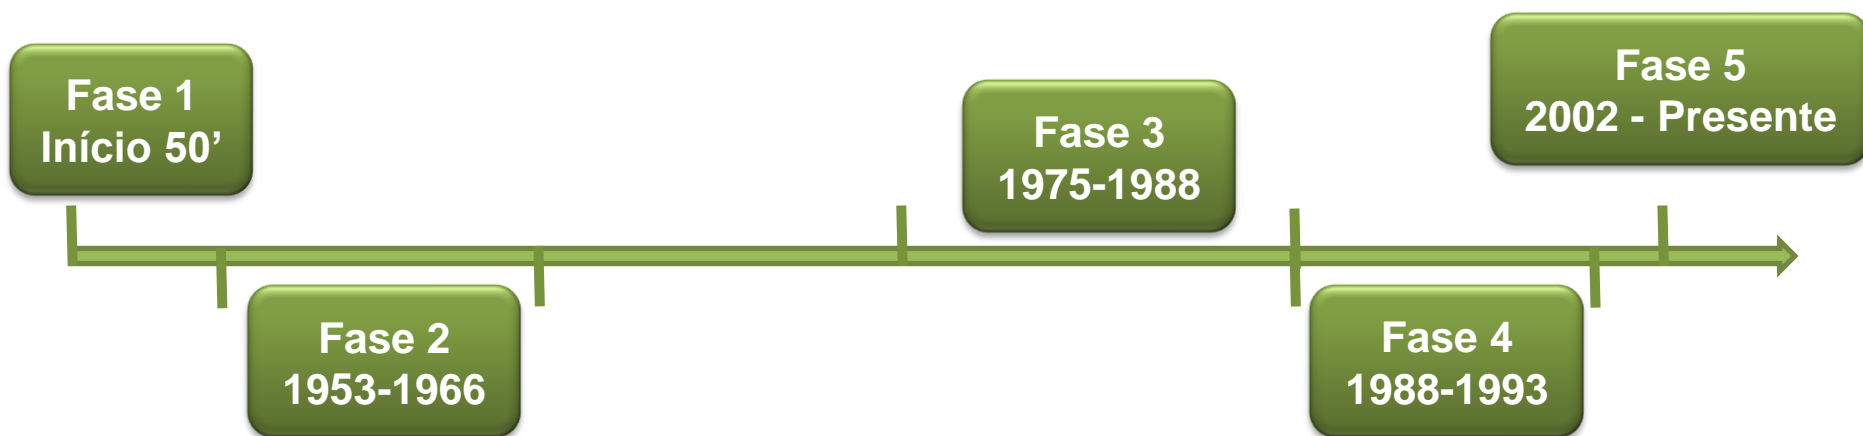 Fase 1
Início 50’
Fase 2
1953-1966
Fase 3
1975-1988
Fase 4
1988-1993
Fase 5
2002 - Presente